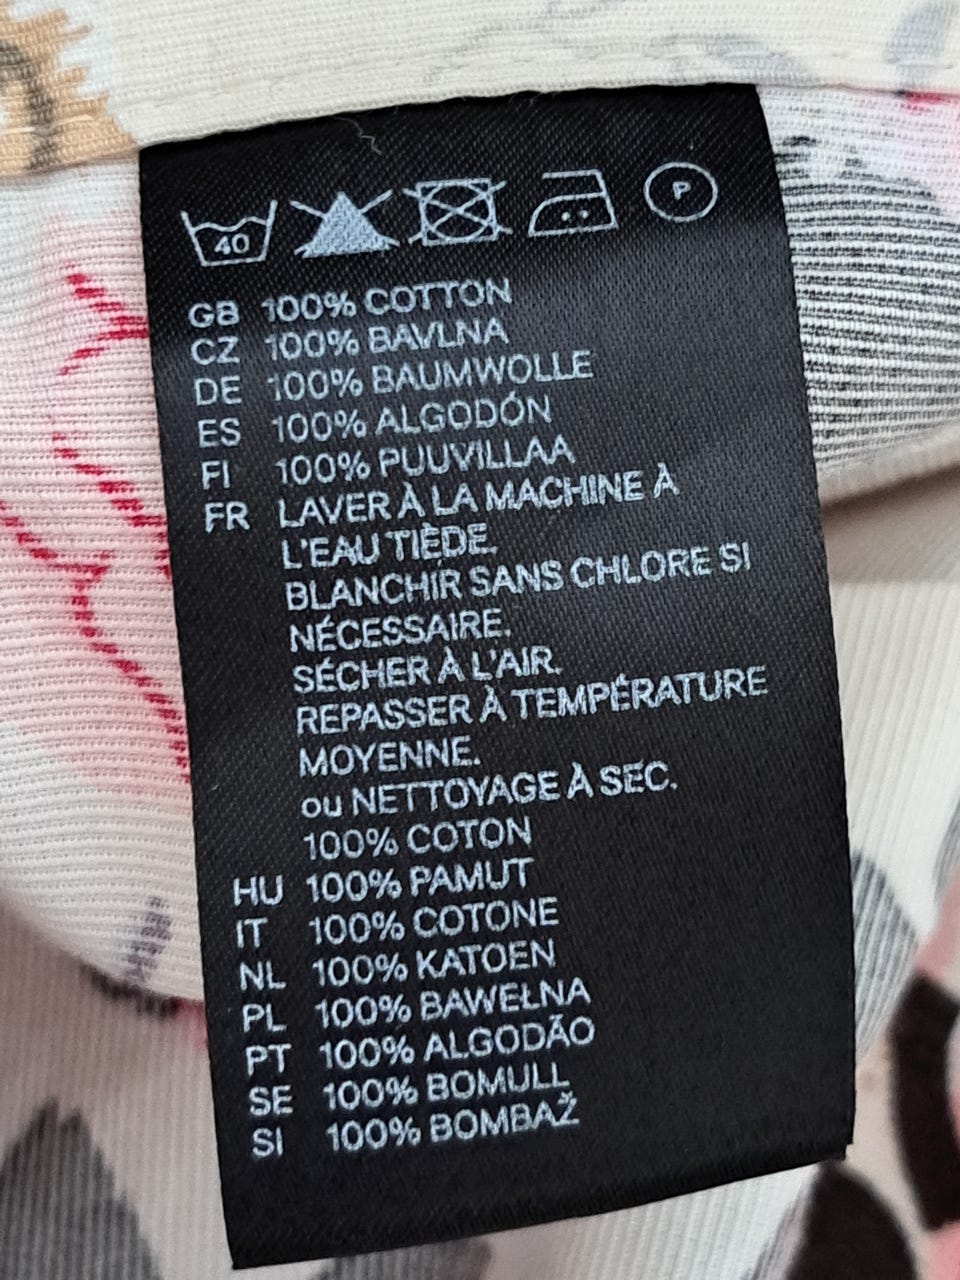 40 P
GB 100% COTTON
CZ 100% BAVLNA
DE 100% BAUMWOLLE
ES 100% ALGODÓN
FI 100% PUUVILLAA
FR LAVER À LA MACHINE À
L'EAU TIÈDE.
BLANCHIR SANS CHLORE SI
NÉCESSAIRE.
SÉCHER À L'AIR.
REPASSER À TEMPÉRATURE
MOYENNE.
ou NETTOYAGE À SEC.
100% COTON
HU 100% PAMUT
IT 100% COTONE
NL 100% KATOEN
PL 100% BAWEŁNA
PT 100% ALGODÃO
SE 100% BOMULL
SI 100% BOMBAŽ